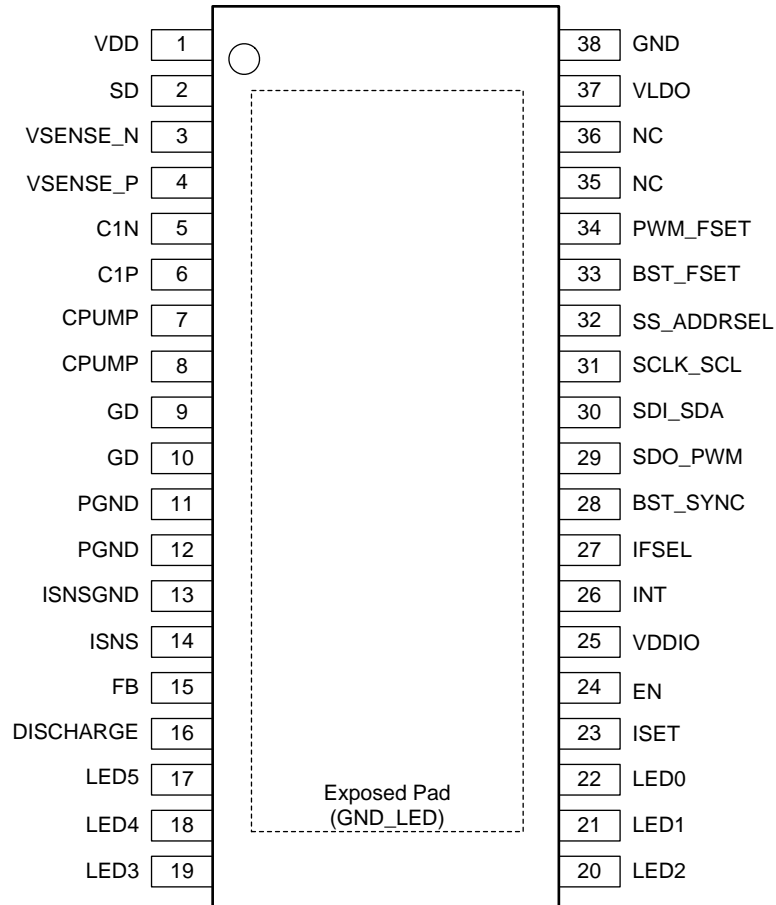 VDD 1 38 GND
SD 2 37 VLDO
VSENSE_N 3 36 NC
VSENSE_P 4 35 NC
C1N 5 34 PWM_FSET
C1P 6 33 BST_FSET
CPUMP 7 32 SS_ADDRSEL
CPUMP 8 31 SCLK_SCL
GD 9 30 SDI_SDA
GD 10 29 SDO_PWM
PGND 11 28 BST_SYNC
PGND 12 27 IFSEL
ISNSGND 13 26 INT
ISNS 14 25 VDDIO
FB 15 24 EN
DISCHARGE 16 23 ISET
LED5 17 22 LED0
LED4 18 21 LED1
LED3 19 20 LED2
Exposed Pad
(GND_LED)